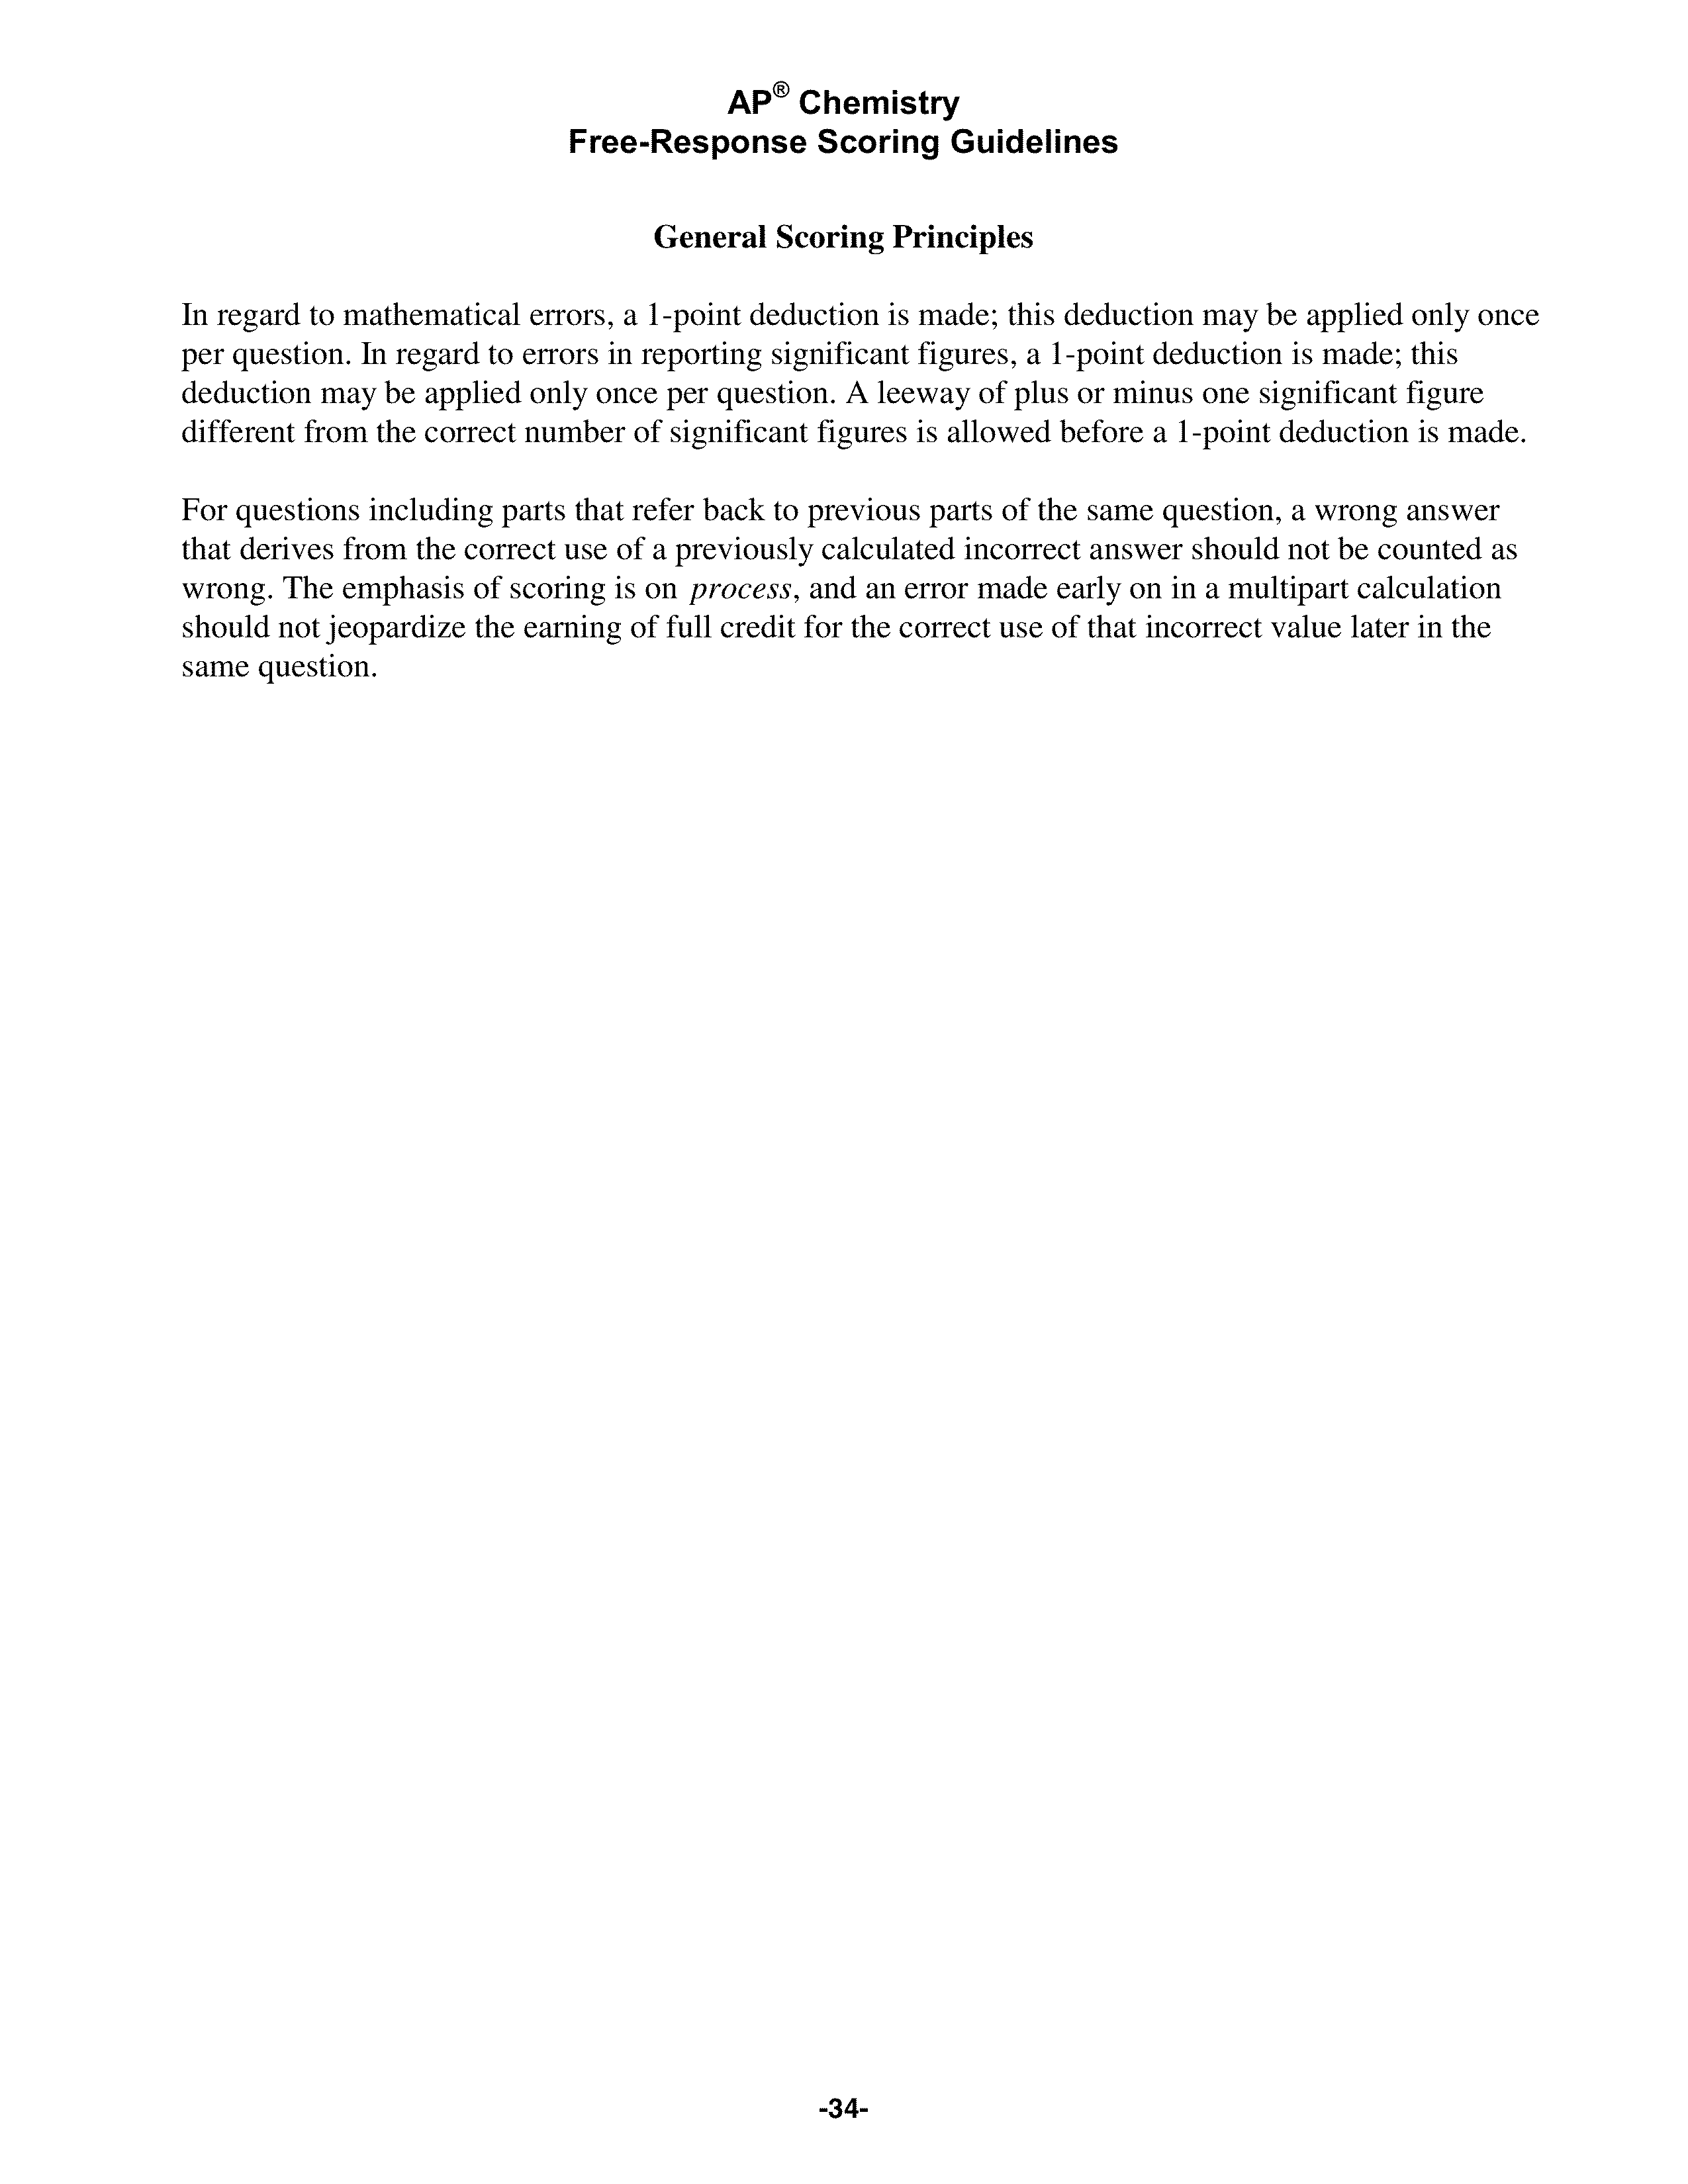 AP® Chemistry
Free-Response Scoring Guidelines
General Scoring Principles
In regard to mathematical errors, a 1-point deduction is made; this deduction may be applied only once
per question. In regard to errors in reporting significant figures, a 1-point deduction is made; this
deduction may be applied only once per question. A leeway of plus or minus one significant figure
different from the correct number of significant figures is allowed before a 1-point deduction is made.
For questions including parts that refer back to previous parts of the same question, a wrong answer
that derives from the correct use of a previously calculated incorrect answer should not be counted as
wrong. The emphasis of scoring is on process, and an error made early on in a multipart calculation
should not jeopardize the earning of full credit for the correct use of that incorrect value later in the
same question.
-34-